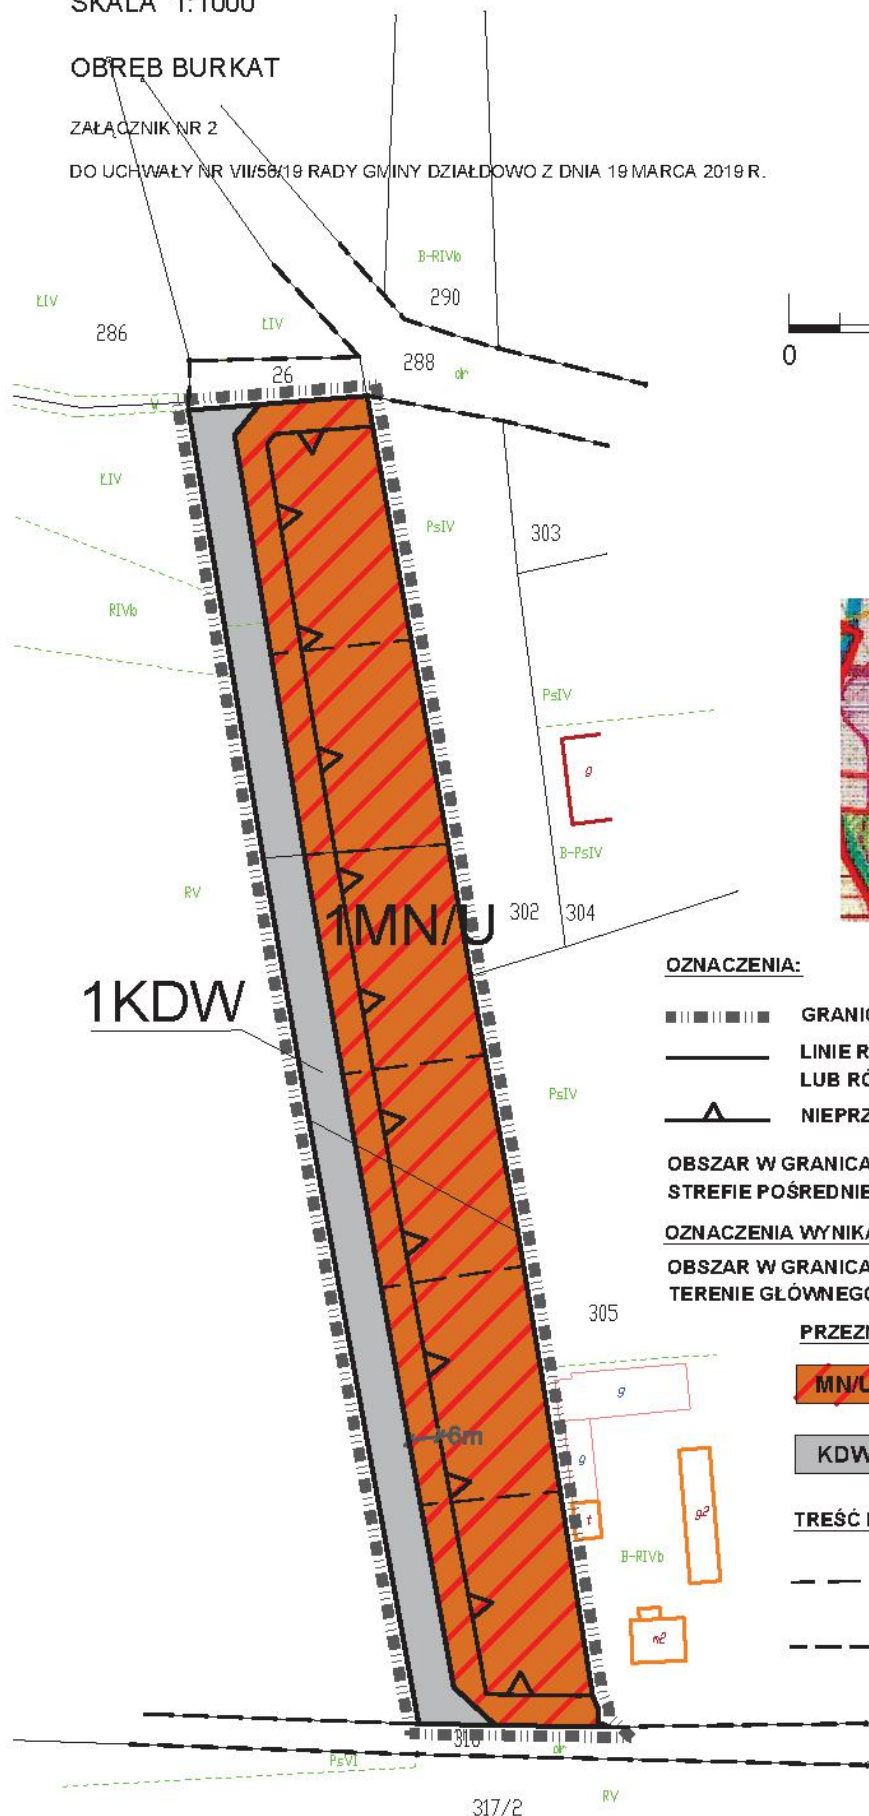 SKALA 1:1000
OBRĘB BURKAT
ZAŁĄCZNIK NR 2
DO UCHWAŁY NR VII/56/19 RADY GMINY DZIAŁDOWO Z DNIA 19 MARCA 2019 R.
B-RIVb
290
ŁIV
286
ŁIV
0
288
dr
26
W
ŁIV
PsIV
303
RIVb
PsIV
g
B-PsIV
RV
1MN/U
302
304
OZNACZENIA:
1KDW
GRANIC
LINIE R
LUB RÓ
PsIV
NIEPRZ
OBSZAR W GRANICA
STREFIE POŚREDNIE
OZNACZENIA WYNIKA
OBSZAR W GRANICA
TERENIE GŁÓWNEGO
305
PRZEZN
g
MN/U
6m
g
KDW
g2
t
TREŚĆ
B-RIVb
m2
316
dr
PsVI
RV
317/2